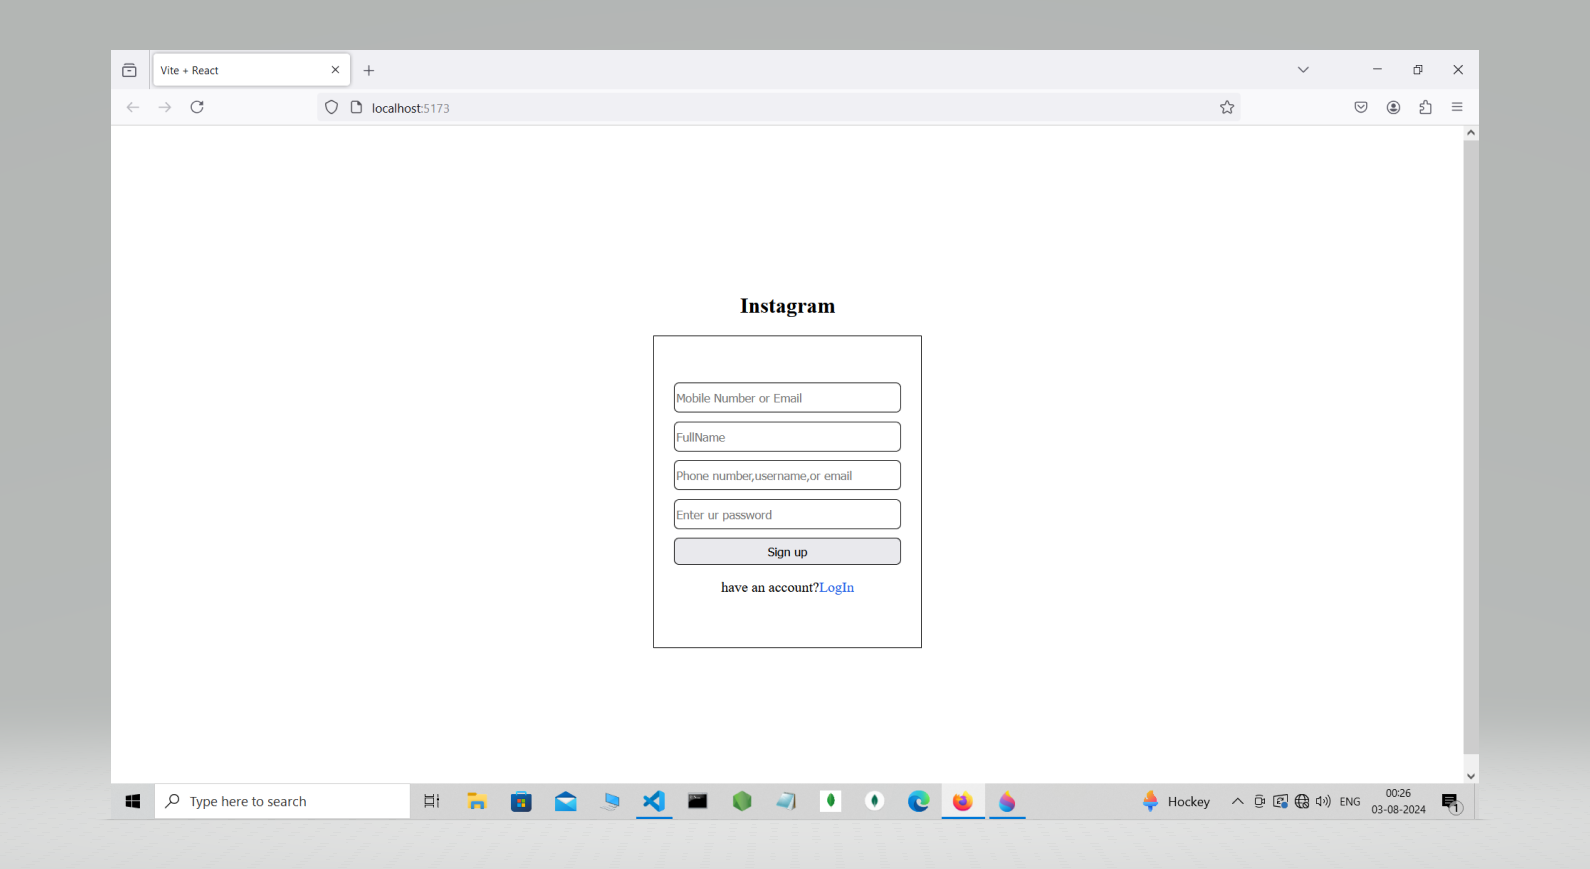 Vite + React
localhost:5173
Instagram
Mobile Number or Email
FullName
Phone number,username,or email
Enter ur password
Sign up
have an account?LogIn
Type here to search
Hockey
ENG
00:26
03-08-2024
1